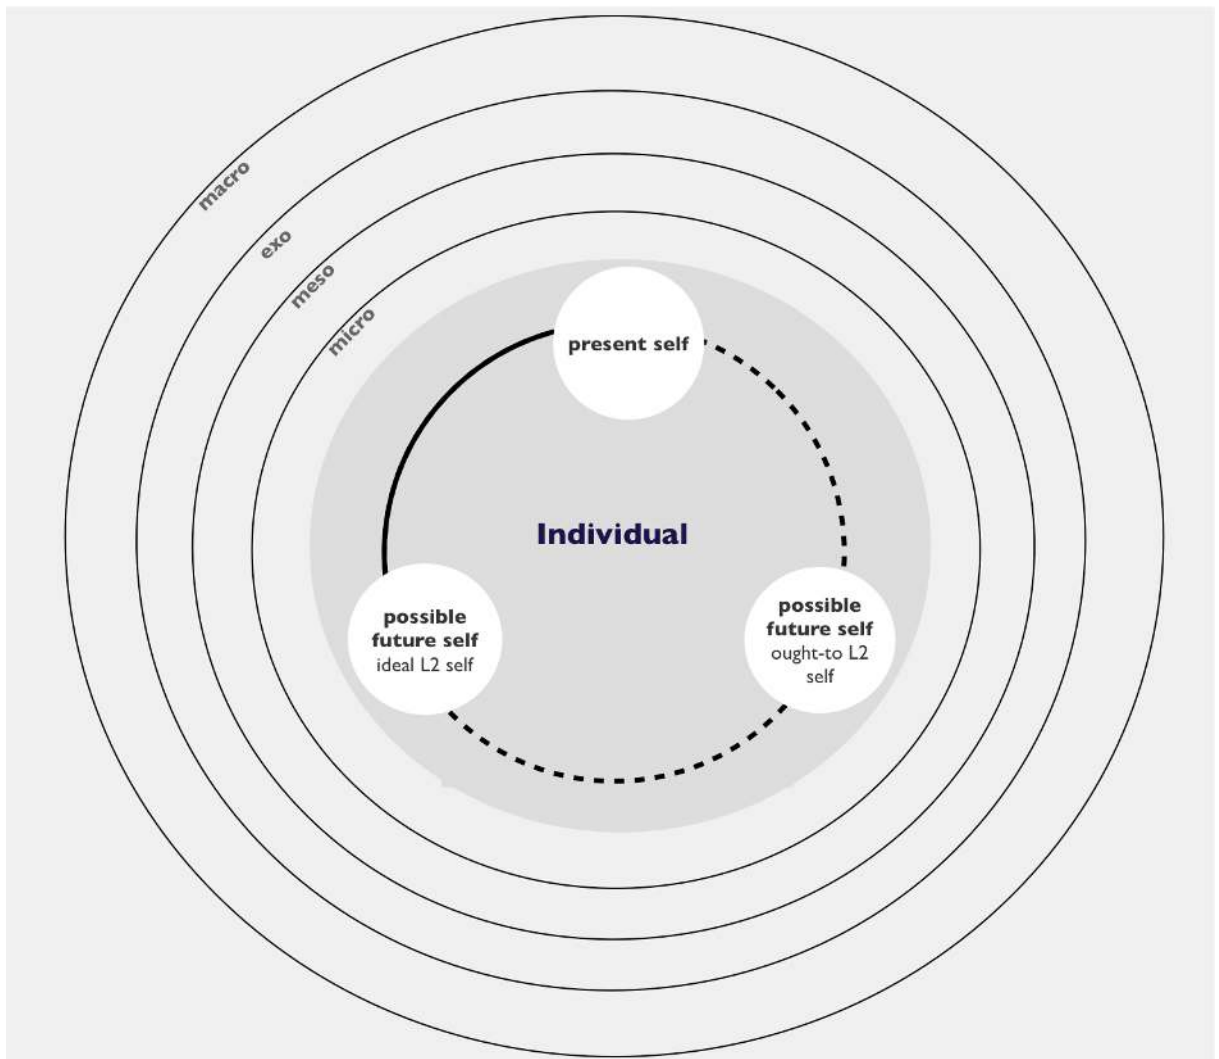 macro
exo
meso
micro
present self
Individual
possible
future self
ideal L2 self
possible
future self
ought-to L2
self